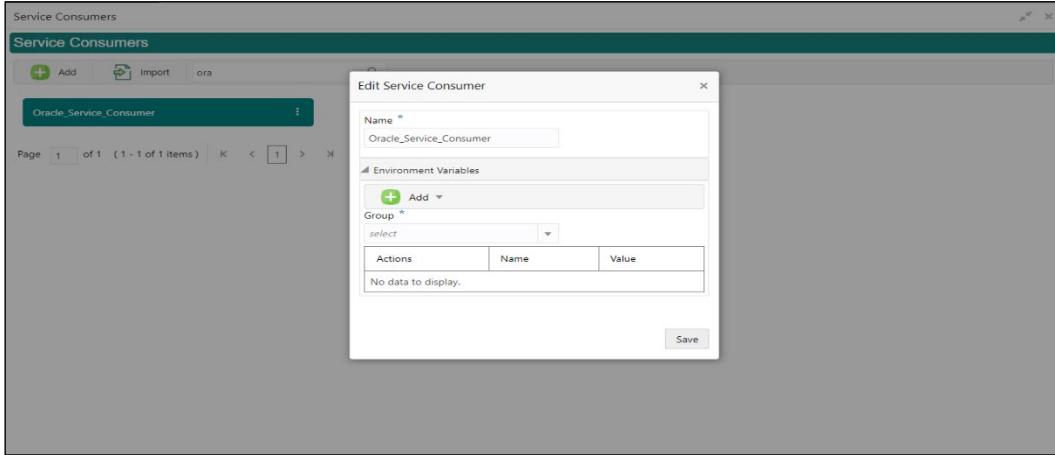 Service Consumers
Service Consumers
Add Import ora
Oracle_Service_Consumer
Page 1 of 1 (1 - 1 of 1 items) K < 1 > >|
Edit Service Consumer
Name *
Oracle_Service_Consumer
Environment Variables
Add
Group *
select
Actions Name Value
No data to display.
Save